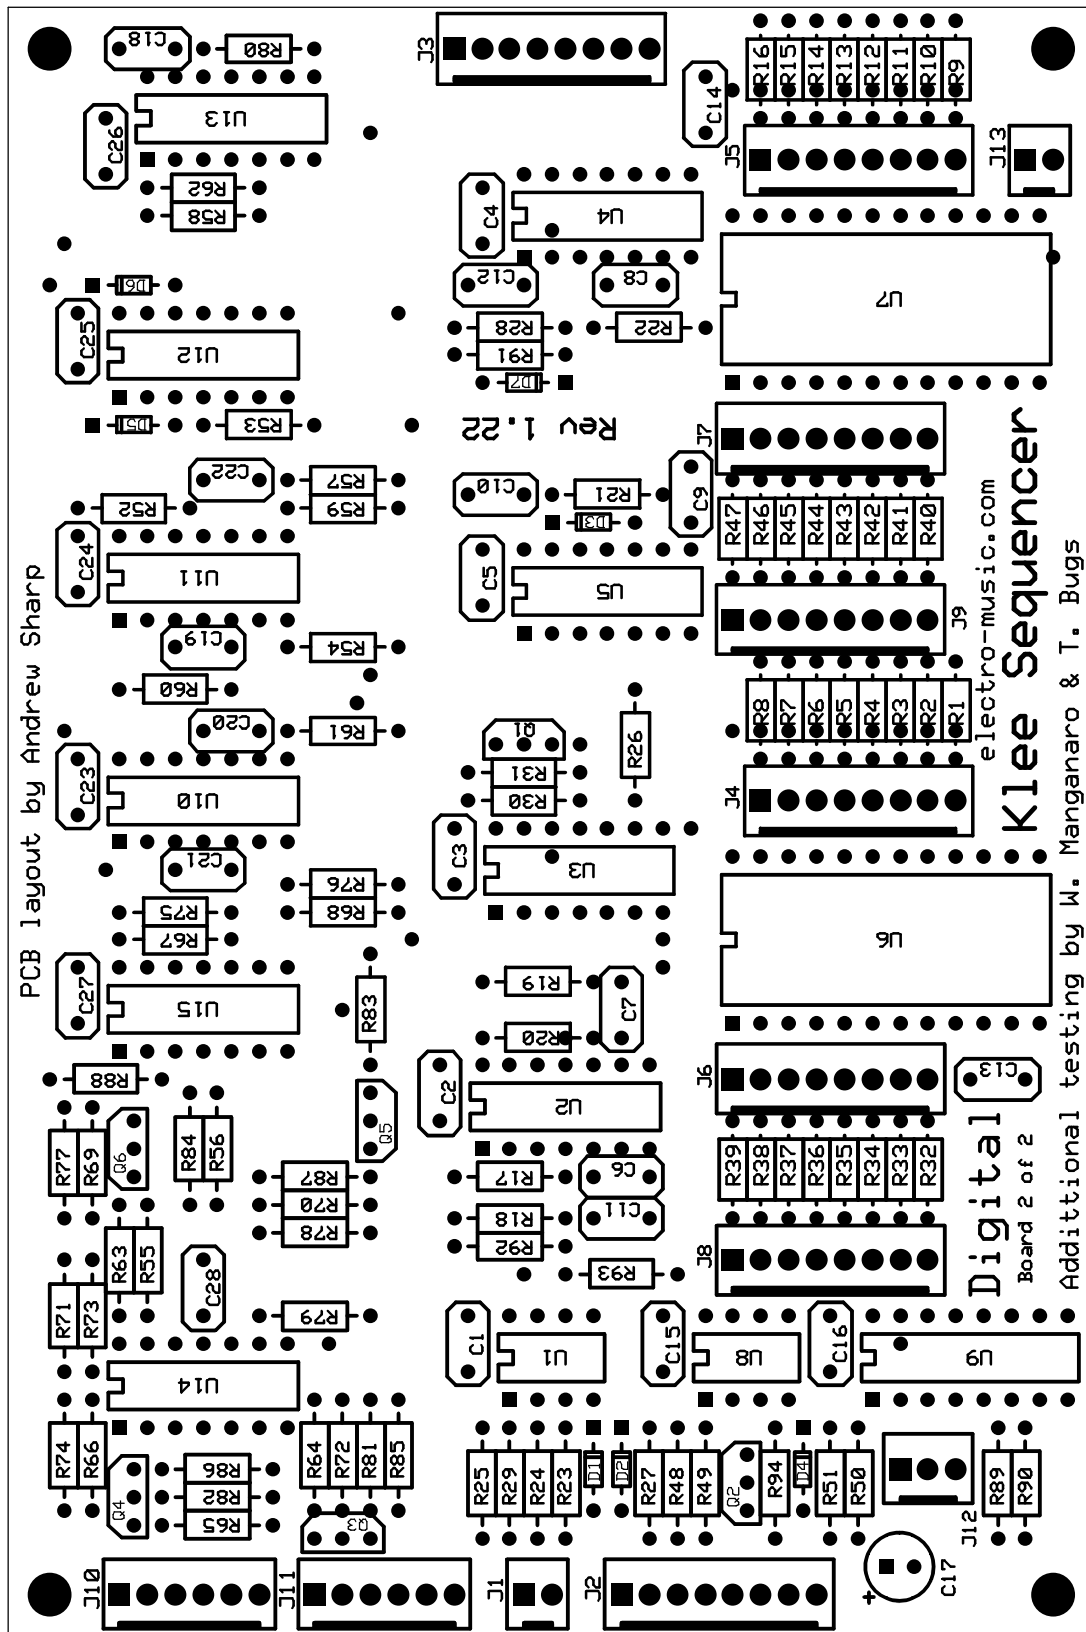 C18
R80
J3
U13
C26
R62
R58
C14
R16
R15
R14
R13
R12
R11
R10
R9
J5
J13
C4
U4
C12
C8
R28
R22
R91
D7
U7
D6
C25
U12
D5
R53
Rev 1.22
J7
C22
R57
R52
R59
C10
R21
D3
C9
R47
R46
R45
R44
R43
R42
R41
R40
C24
U11
C5
U5
J9
C19
R54
R60
C20
R61
R8
R7
R6
R5
R4
R3
R2
R1
Q1
R31
R30
R26
J4
C23
U10
C21
C3
U3
R76
R75
R68
R67
U6
C27
U15
R83
R19
R20
C7
R88
C2
U2
J6
C13
R77
R69
Q6
R84
R56
Q5
R87
R70
R78
R17
C6
R18
C11
R92
R93
R39
R38
R37
R36
R35
R34
R33
R32
J8
R63
R55
R71
R73
C28
R79
C1
U1
C15
U8
C16
U9
U14
R74
R66
Q4
R86
R82
R65
R64
R72
R81
R85
Q3
R25
R29
R24
R23
D1
D2
R27
R48
R49
Q2
R94
D4
R51
R50
J12
R89
R90
J10
J11
J1
J2
C17
+
PCB layout by Andrew Sharp
electro-music.com
Klee Sequencer
Digital
Board 2 of 2
Additional testing by W. Manganaro & T. Bugs